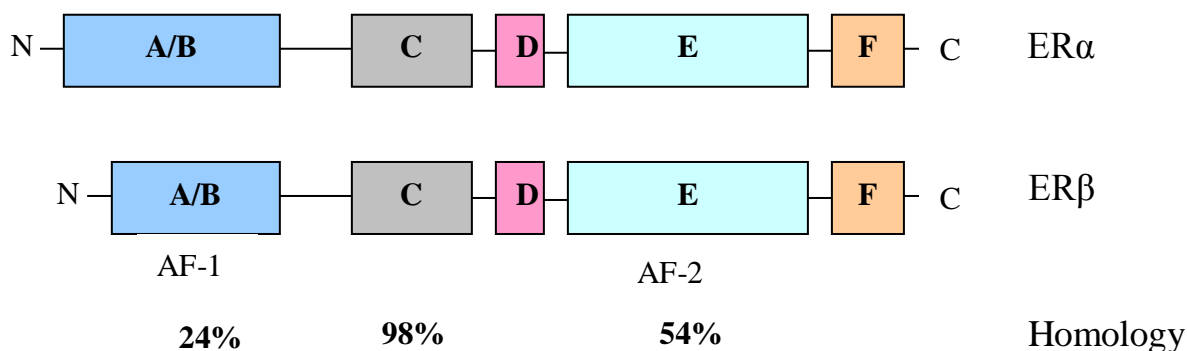 N A/B C D E F C ERα
N A/B C D E F C ERβ
AF-1 AF-2
24% 98% 54% Homology